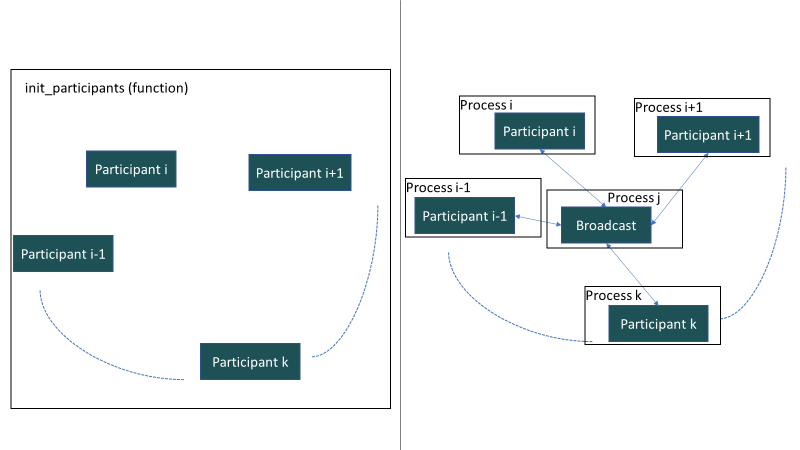 init_participants (function)
Participant i
Participant i+1
Participant i-1
Participant k
Process i
Participant i
Process i+1
Participant i+1
Process i-1
Participant i-1
Process j
Broadcast
Process k
Participant k